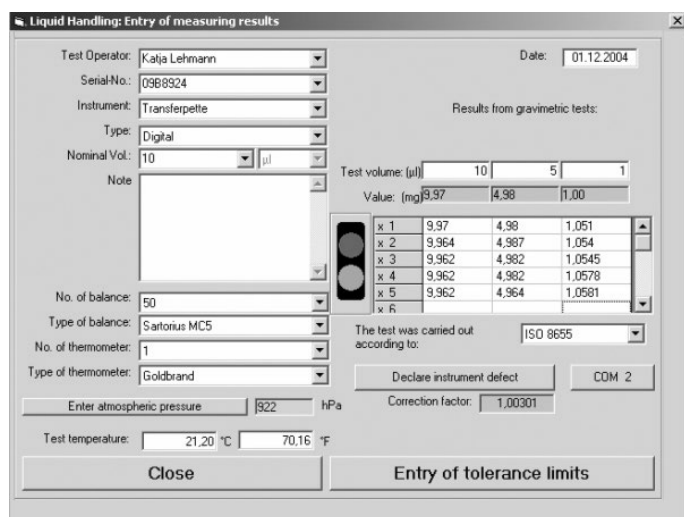 Liquid Handling: Entry of measuring results
Test Operator: Katja Lehmann
Date: 01.12.2004
Serial-No.: 09B8924
Instrument: Transferpette
Results from gravimetric tests:
Type: Digital
Nominal Vol.: 10 µl
Test volume: (µl) 10 5 1
Note
Value: (mg) 9,97 4,98 1,00
x 1 9,97 4,98 1,051
x 2 9,964 4,987 1,054
x 3 9,962 4,982 1,0545
x 4 9,962 4,982 1,0578
x 5 9,962 4,964 1,0581
x 6
No. of balance: 50
Type of balance: Sartorius MC5
The test was carried out
according to:
ISO 8655
No. of thermometer: 1
Type of thermometer: Goldbrand
Declare instrument defect COM 2
Enter atmospheric pressure 922 hPa
Correction factor: 1,00301
Test temperature: 21,20 °C 70,16 °F
Close
Entry of tolerance limits